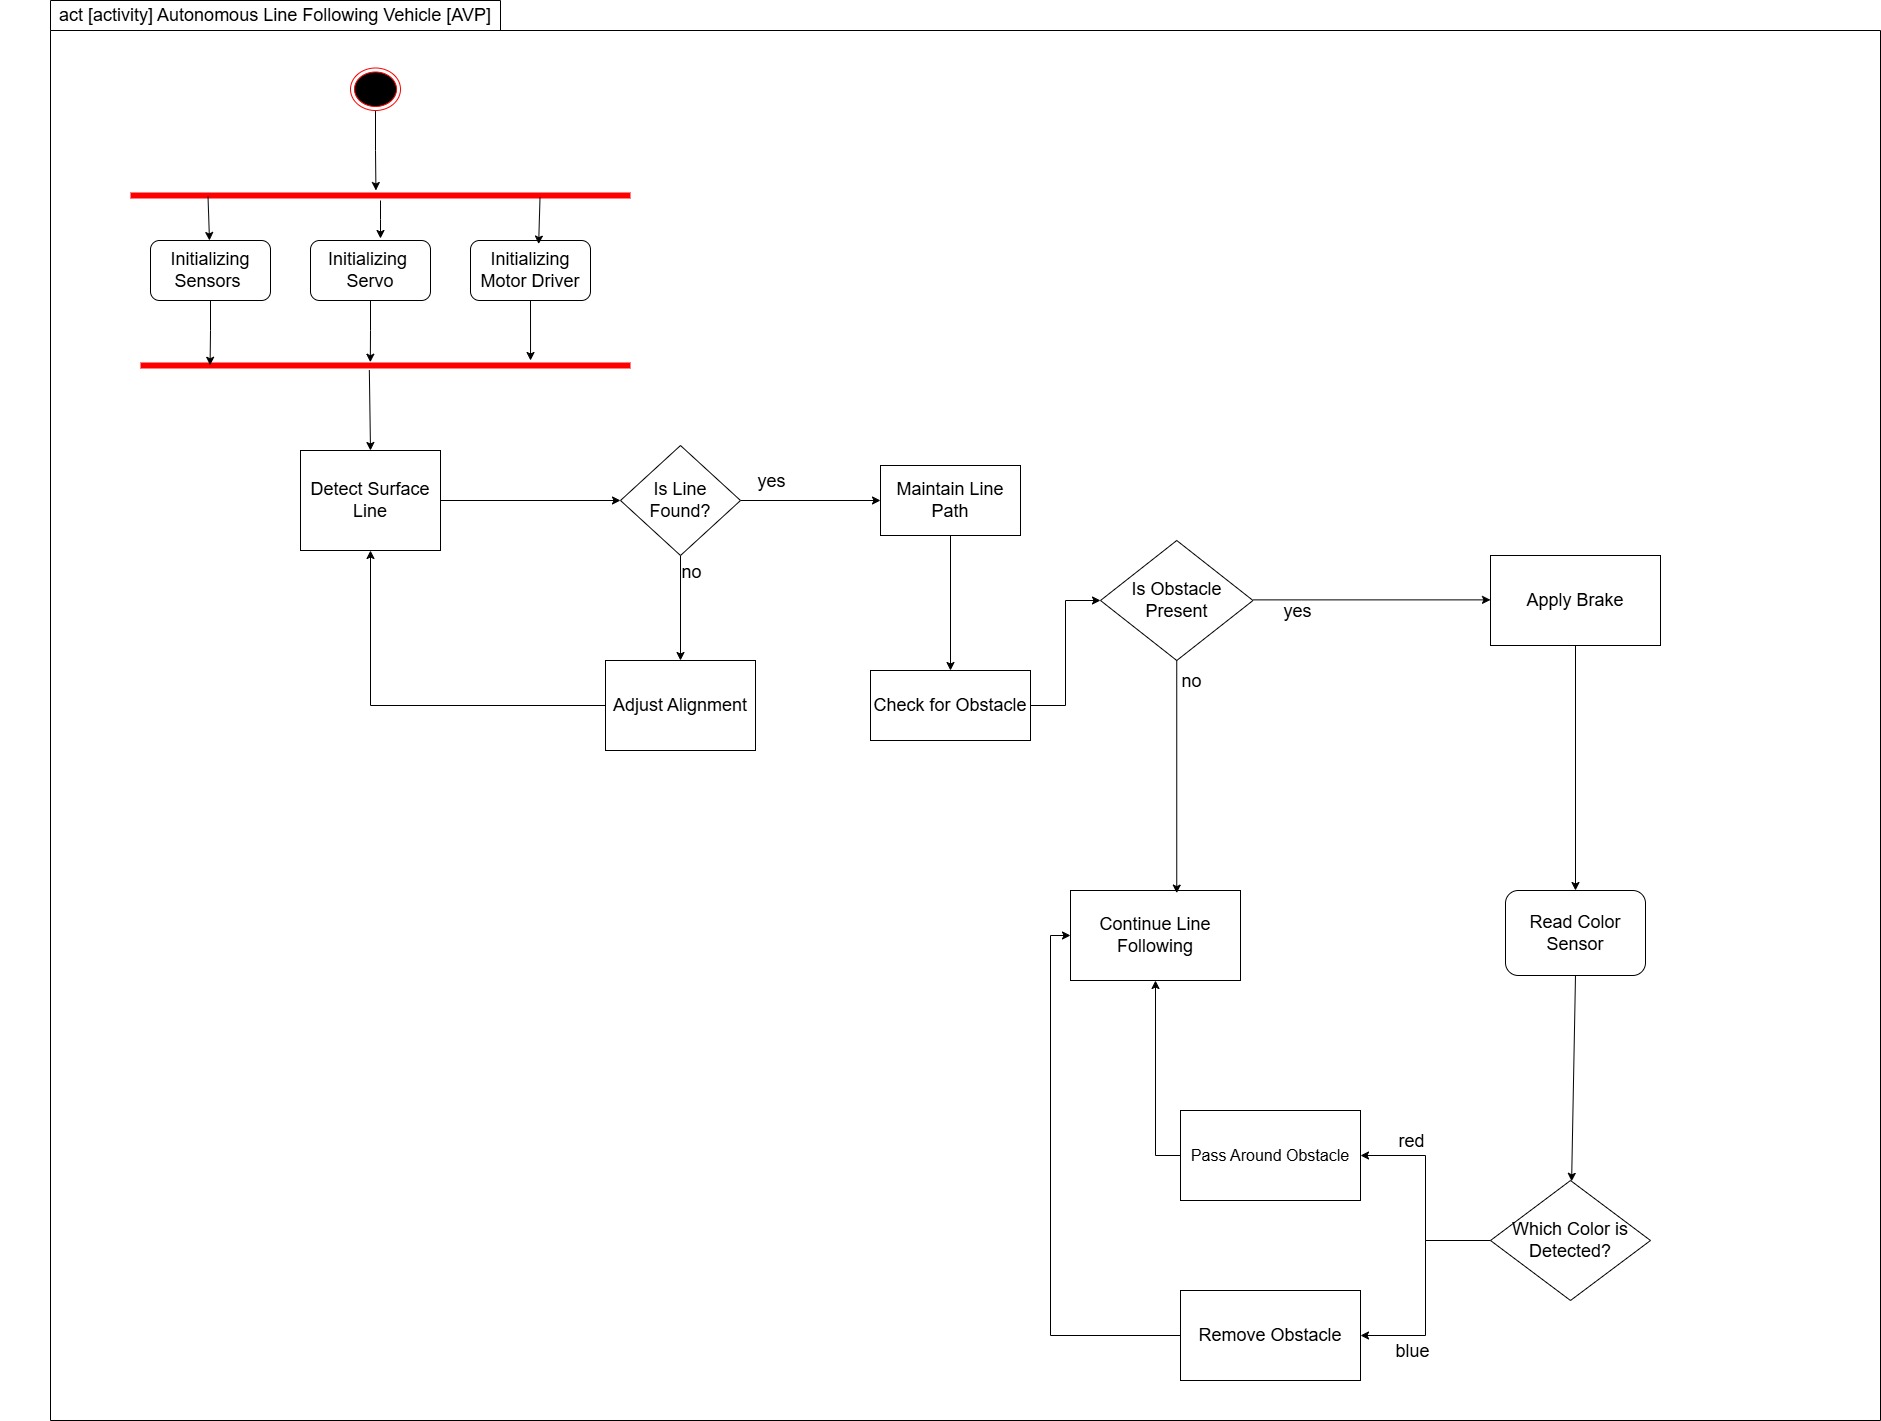 act [activity] Autonomous Line Following Vehicle [AVP]
Initializing
Sensors
Initializing
Servo
Initializing
Motor Driver
Detect Surface
Line
Is Line
Found?
yes
no
Maintain Line
Path
Adjust Alignment
Check for Obstacle
Is Obstacle
Present
yes
no
Apply Brake
Continue Line
Following
Read Color
Sensor
Which Color is
Detected?
red
Pass Around Obstacle
blue
Remove Obstacle